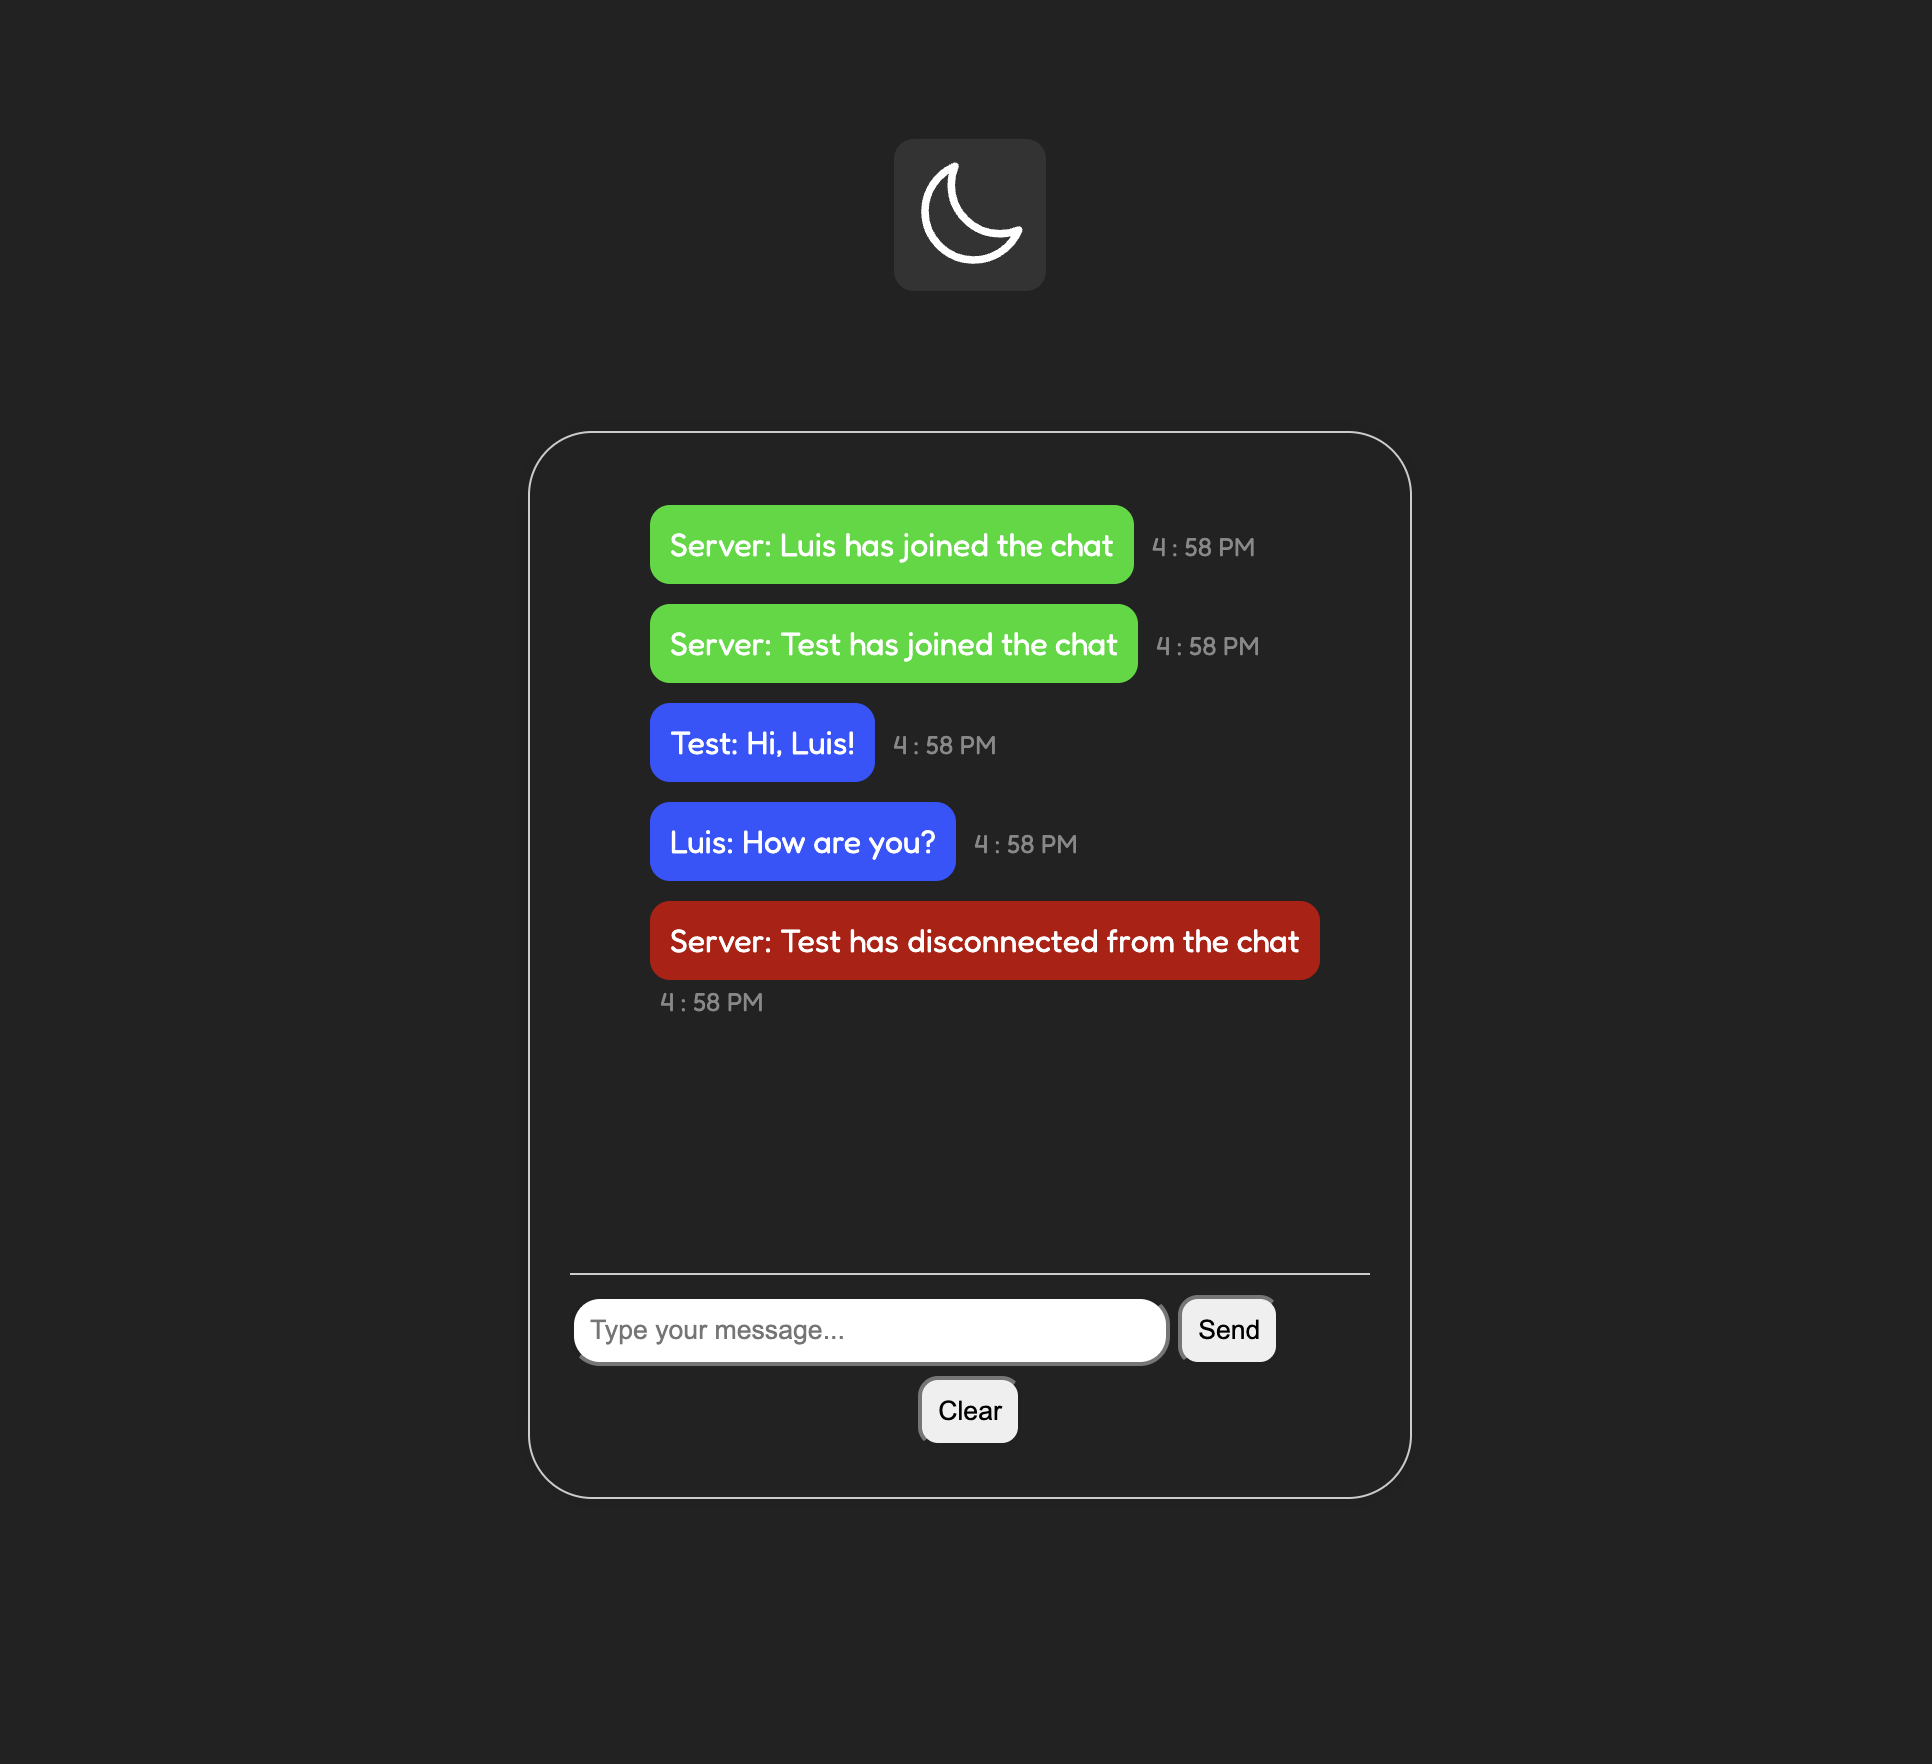 Server: Luis has joined the chat 4 : 58 PM
Server: Test has joined the chat 4 : 58 PM
Test: Hi, Luis! 4 : 58 PM
Luis: How are you? 4 : 58 PM
Server: Test has disconnected from the chat
4 : 58 PM
Type your message... Send
Clear